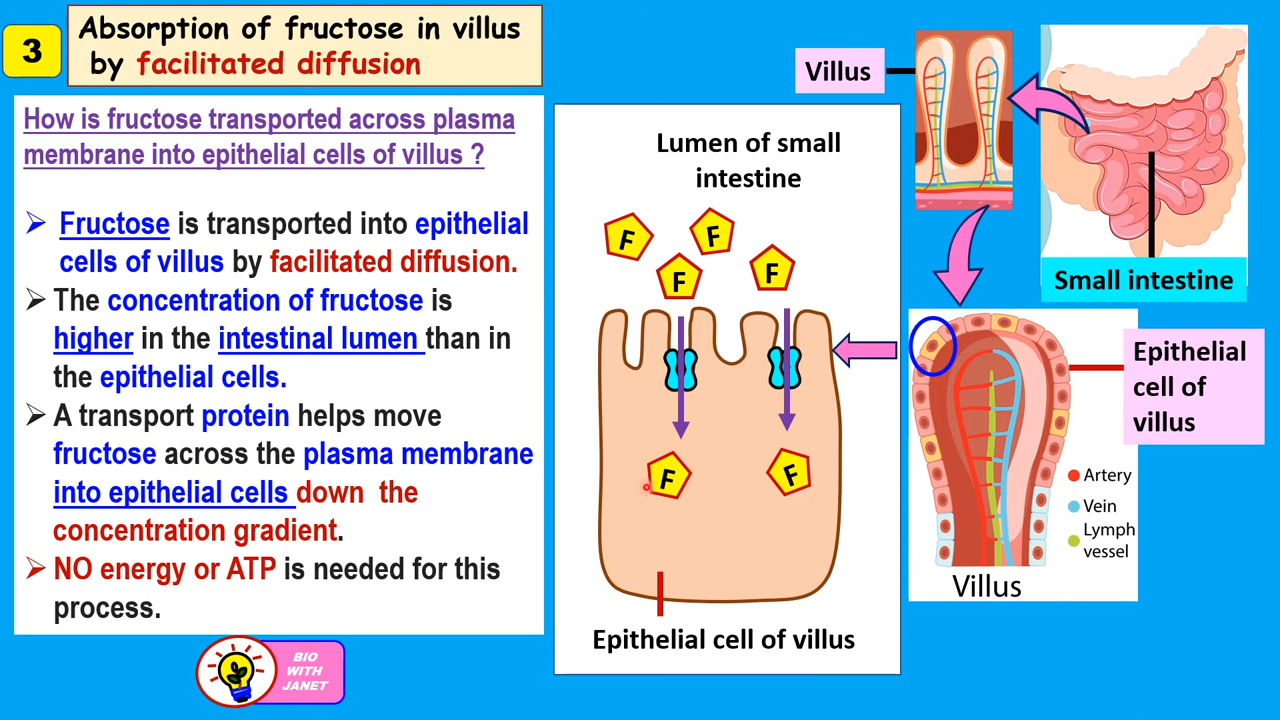 3
Absorption of fructose in villus
by facilitated diffusion
How is fructose transported across plasma
membrane into epithelial cells of villus ?
Fructose is transported into epithelial
cells of villus by facilitated diffusion.
The concentration of fructose is
higher in the intestinal lumen than in
the epithelial cells.
A transport protein helps move
fructose across the plasma membrane
into epithelial cells down the
concentration gradient.
NO energy or ATP is needed for this
process.
BIO
WITH
JANET
Lumen of small
intestine
F
F
F
F
F
F
Epithelial cell of villus
Villus
Small intestine
Epithelial
cell of
villus
Artery
Vein
Lymph
vessel
Villus